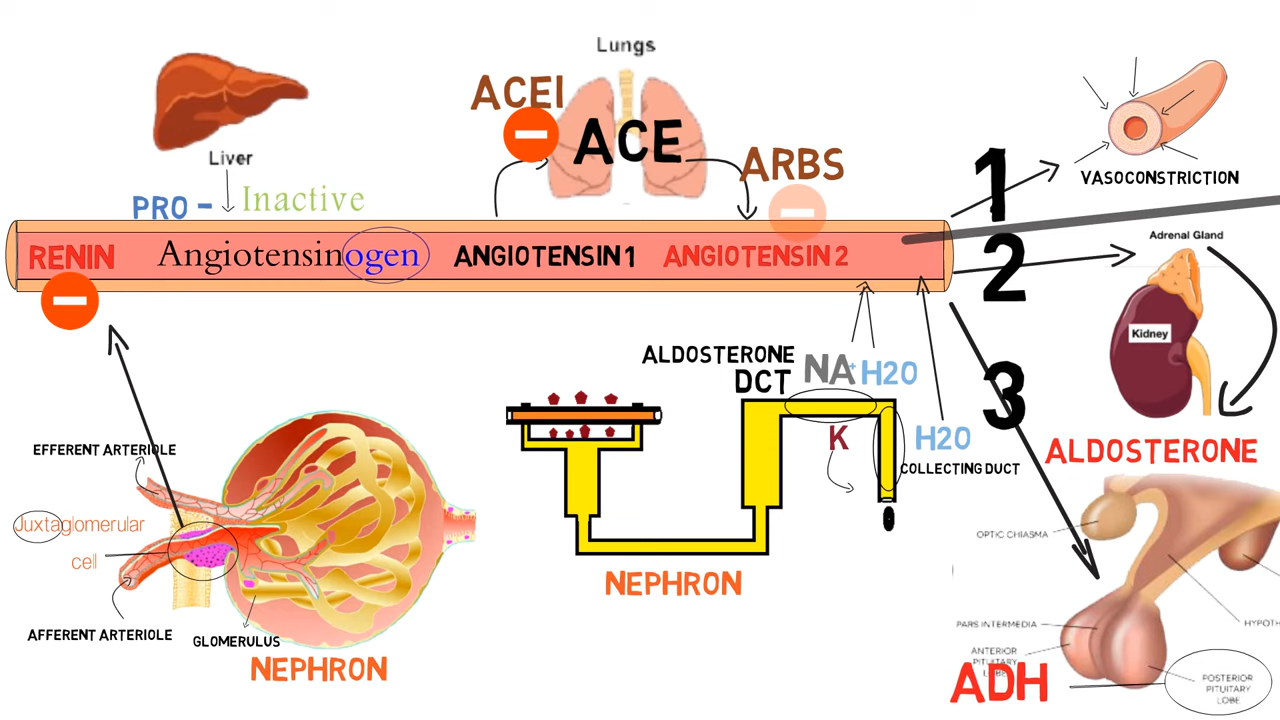 Lungs
ACEI
ACE
Liver
ARBS
PRO - Inactive
VASOCONSTRICTION
1
RENIN Angiotensinogen ANGIOTENSIN 1 ANGIOTENSIN 2
2
Adrenal Gland
Kidney
ALDOSTERONE
DCT
NA+ H20
3
K
H20
COLLECTING DUCT
ALDOSTERONE
EFFERENT ARTERIOLE
Juxtaglomerular
cell
AFFERENT ARTERIOLE
GLOMERULUS
NEPHRON
NEPHRON
OPTIC CHIASMA
PARS INTERMEDIA
HYPOTH
ANTERIOR
PITUITARY
LOBE
ADH
POSTERIOR
PITUITARY
LOBE